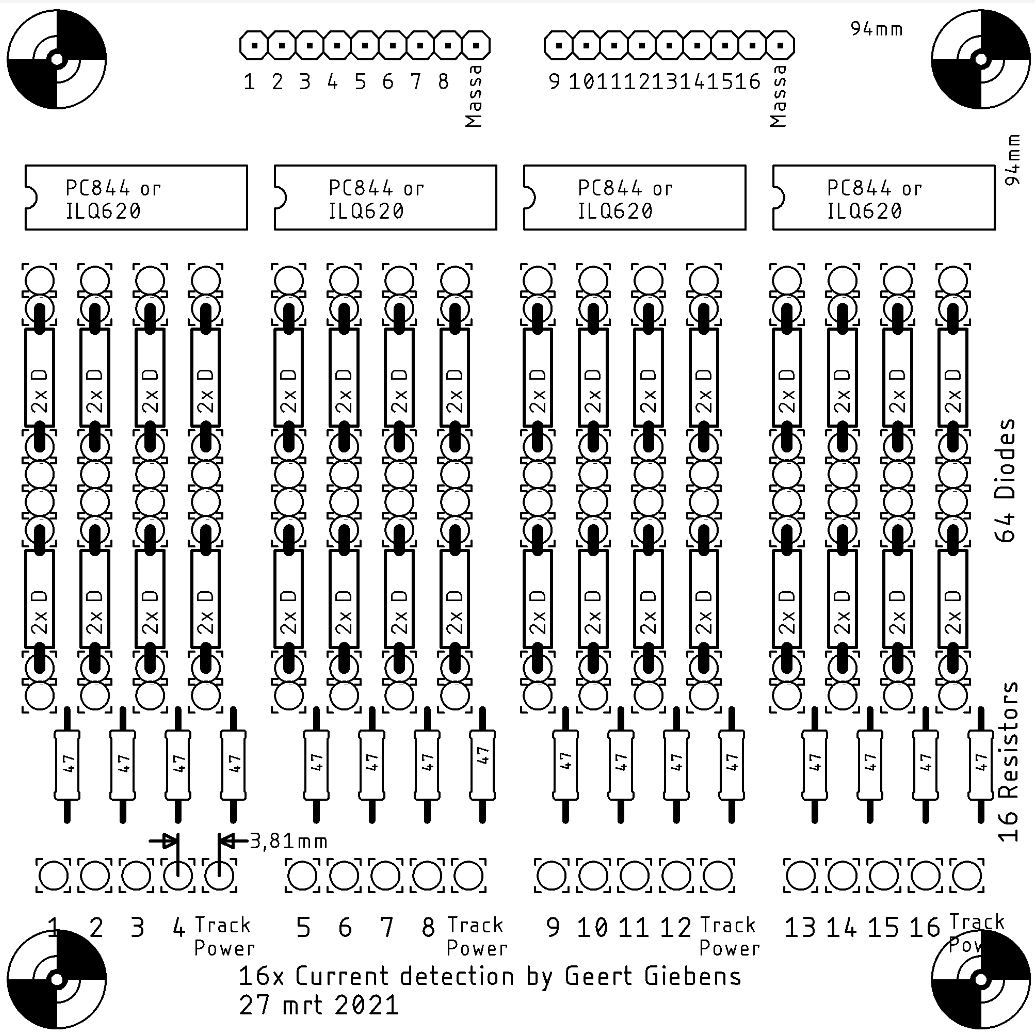 94mm
1 2 3 4 5 6 7 8 Massa
9 10 11 12 13 14 15 16 Massa
94mm
PC844 or
ILQ620
PC844 or
ILQ620
PC844 or
ILQ620
PC844 or
ILQ620
2x D 2x D 2x D 2x D 2x D 2x D 2x D 2x D 2x D 2x D 2x D 2x D 2x D 2x D 2x D 2x D
64 Diodes
2x D 2x D 2x D 2x D 2x D 2x D 2x D 2x D 2x D 2x D 2x D 2x D 2x D 2x D 2x D 2x D
47 47 47 47 47 47 47 47 47 47 47 47 47 47 47 47
16 Resistors
3,81mm
1 2 3 4 Track
Power
5 6 7 8 Track
Power
9 10 11 12 Track
Power
13 14 15 16 Track
Power
16x Current detection by Geert Giebens
27 mrt 2021